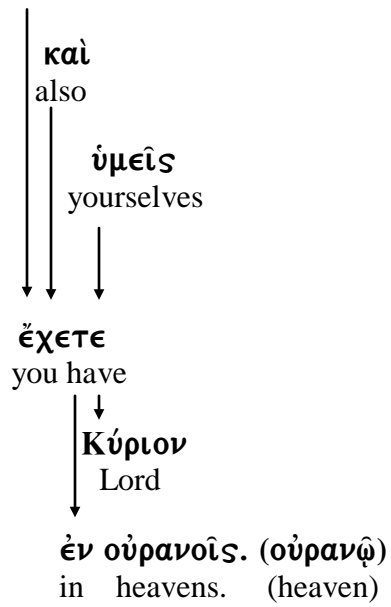 καὶ
also
ὑμεῖς
yourselves
ἔχετε
you have
Κύριον
Lord
ἐν οὐρανοῖς. (οὐρανῷ)
in heavens. (heaven)